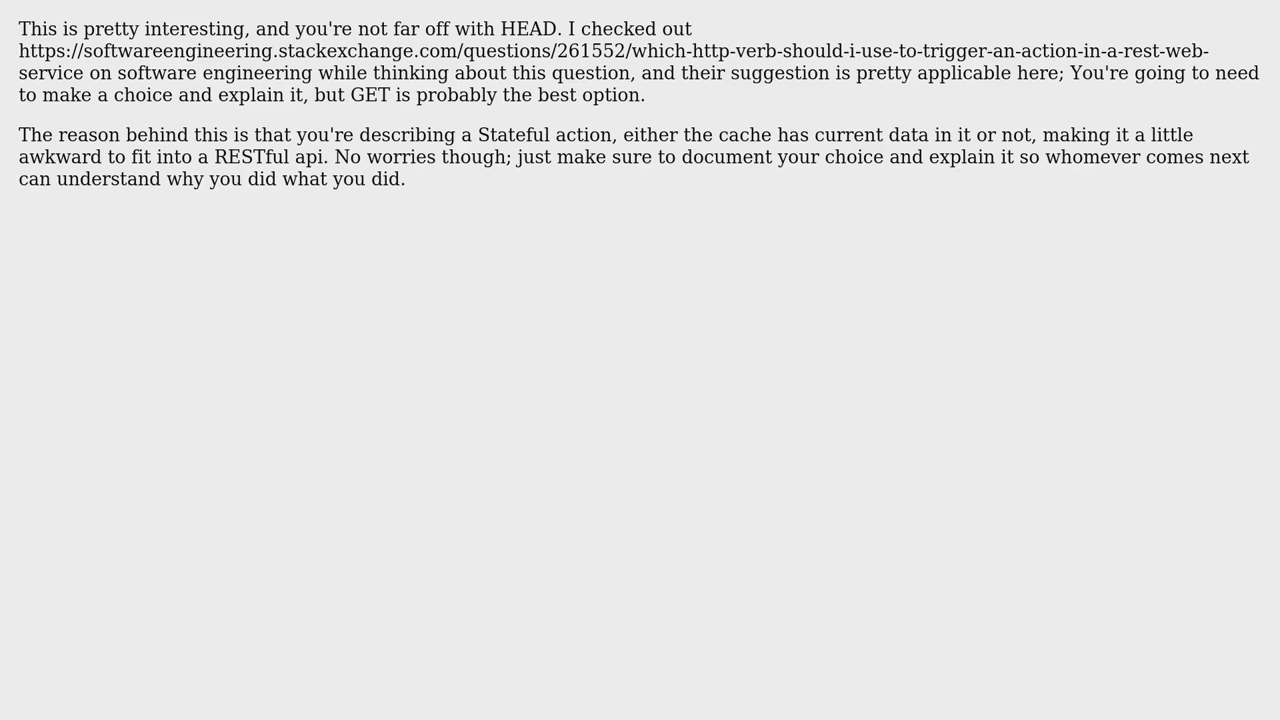 This is pretty interesting, and you're not far off with HEAD. I checked out
https://softwareengineering.stackexchange.com/questions/261552/which-http-verb-should-i-use-to-trigger-an-action-in-a-rest-web-
service on software engineering while thinking about this question, and their suggestion is pretty applicable here; You're going to need
to make a choice and explain it, but GET is probably the best option.
The reason behind this is that you're describing a Stateful action, either the cache has current data in it or not, making it a little
awkward to fit into a RESTful api. No worries though; just make sure to document your choice and explain it so whomever comes next
can understand why you did what you did.